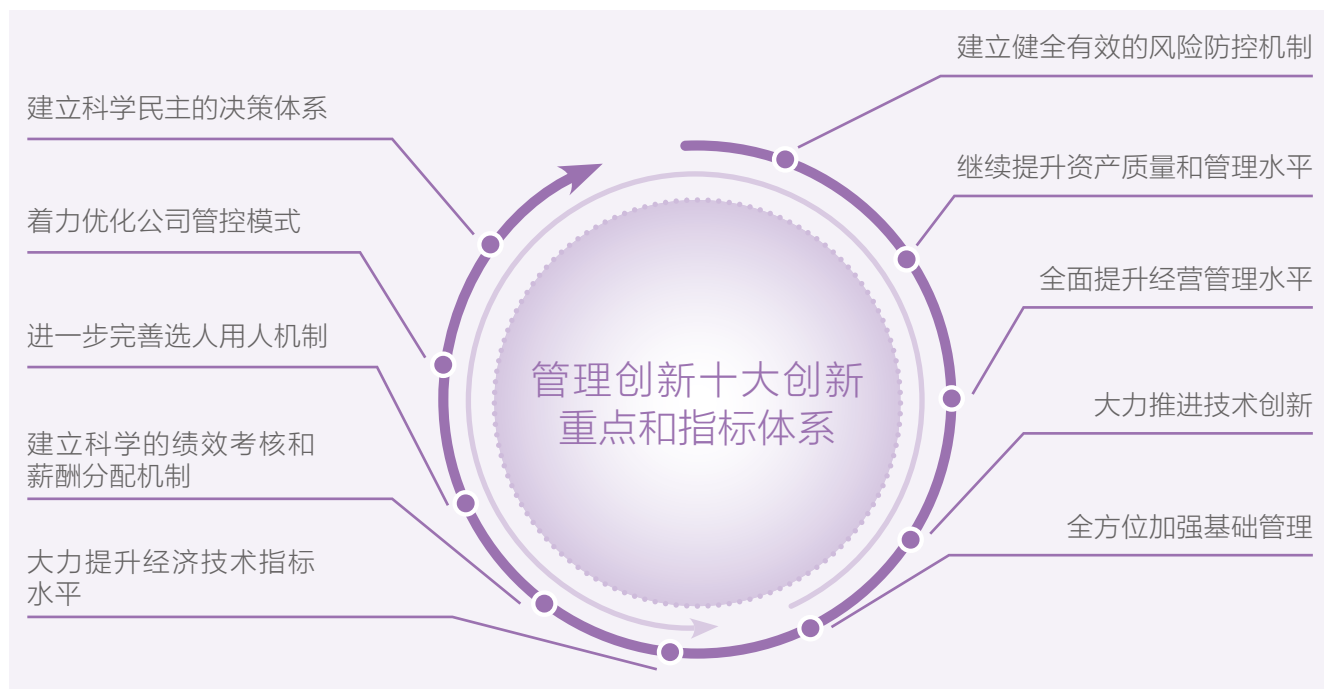 建立科学民主的决策体系
着力优化公司管控模式
进一步完善选人用人机制
建立科学的绩效考核和
薪酬分配机制
大力提升经济技术指标
水平
管理创新十大创新
重点和指标体系
建立健全有效的风险防控机制
继续提升资产质量和管理水平
全面提升经营管理水平
大力推进技术创新
全方位加强基础管理